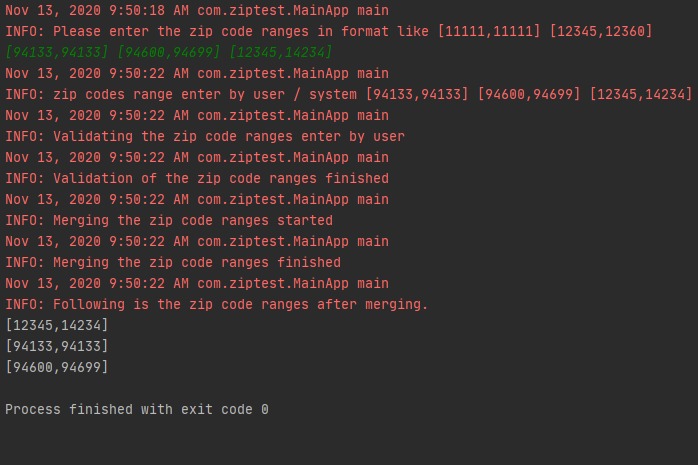 Nov 13, 2020 9:50:18 AM com.ziptest.MainApp main
INFO: Please enter the zip code ranges in format like [11111,11111] [12345,12360]
[94133,94133] [94600,94699] [12345,14234]
Nov 13, 2020 9:50:22 AM com.ziptest.MainApp main
INFO: zip codes range enter by user / system [94133,94133] [94600,94699] [12345,14234]
Nov 13, 2020 9:50:22 AM com.ziptest.MainApp main
INFO: Validating the zip code ranges enter by user
Nov 13, 2020 9:50:22 AM com.ziptest.MainApp main
INFO: Validation of the zip code ranges finished
Nov 13, 2020 9:50:22 AM com.ziptest.MainApp main
INFO: Merging the zip code ranges started
Nov 13, 2020 9:50:22 AM com.ziptest.MainApp main
INFO: Merging the zip code ranges finished
Nov 13, 2020 9:50:22 AM com.ziptest.MainApp main
INFO: Following is the zip code ranges after merging.
[12345,14234]
[94133,94133]
[94600,94699]
Process finished with exit code 0